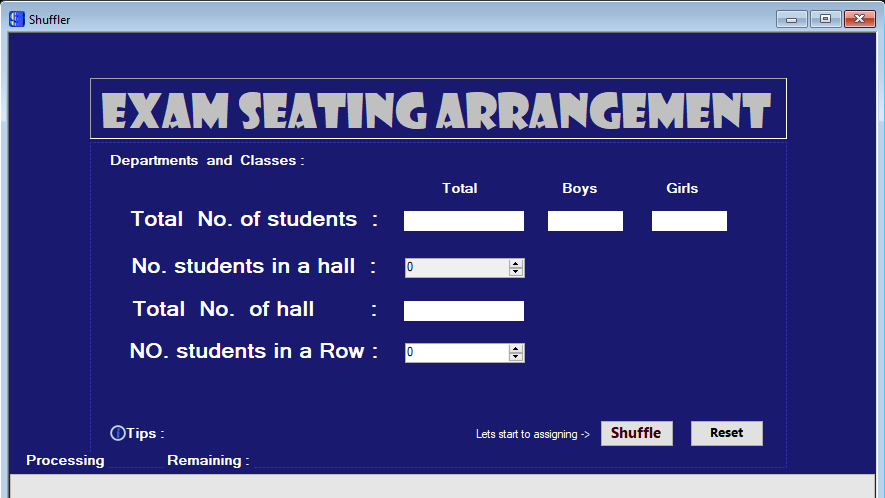 Shuffler
EXAM SEATING ARRANGEMENT
Departments and Classes :
Total Boys Girls
Total No. of students :
No. students in a hall : 0
Total No. of hall :
NO. students in a Row : 0
Tips : Lets start to assigning -> Shuffle Reset
Processing Remaining :